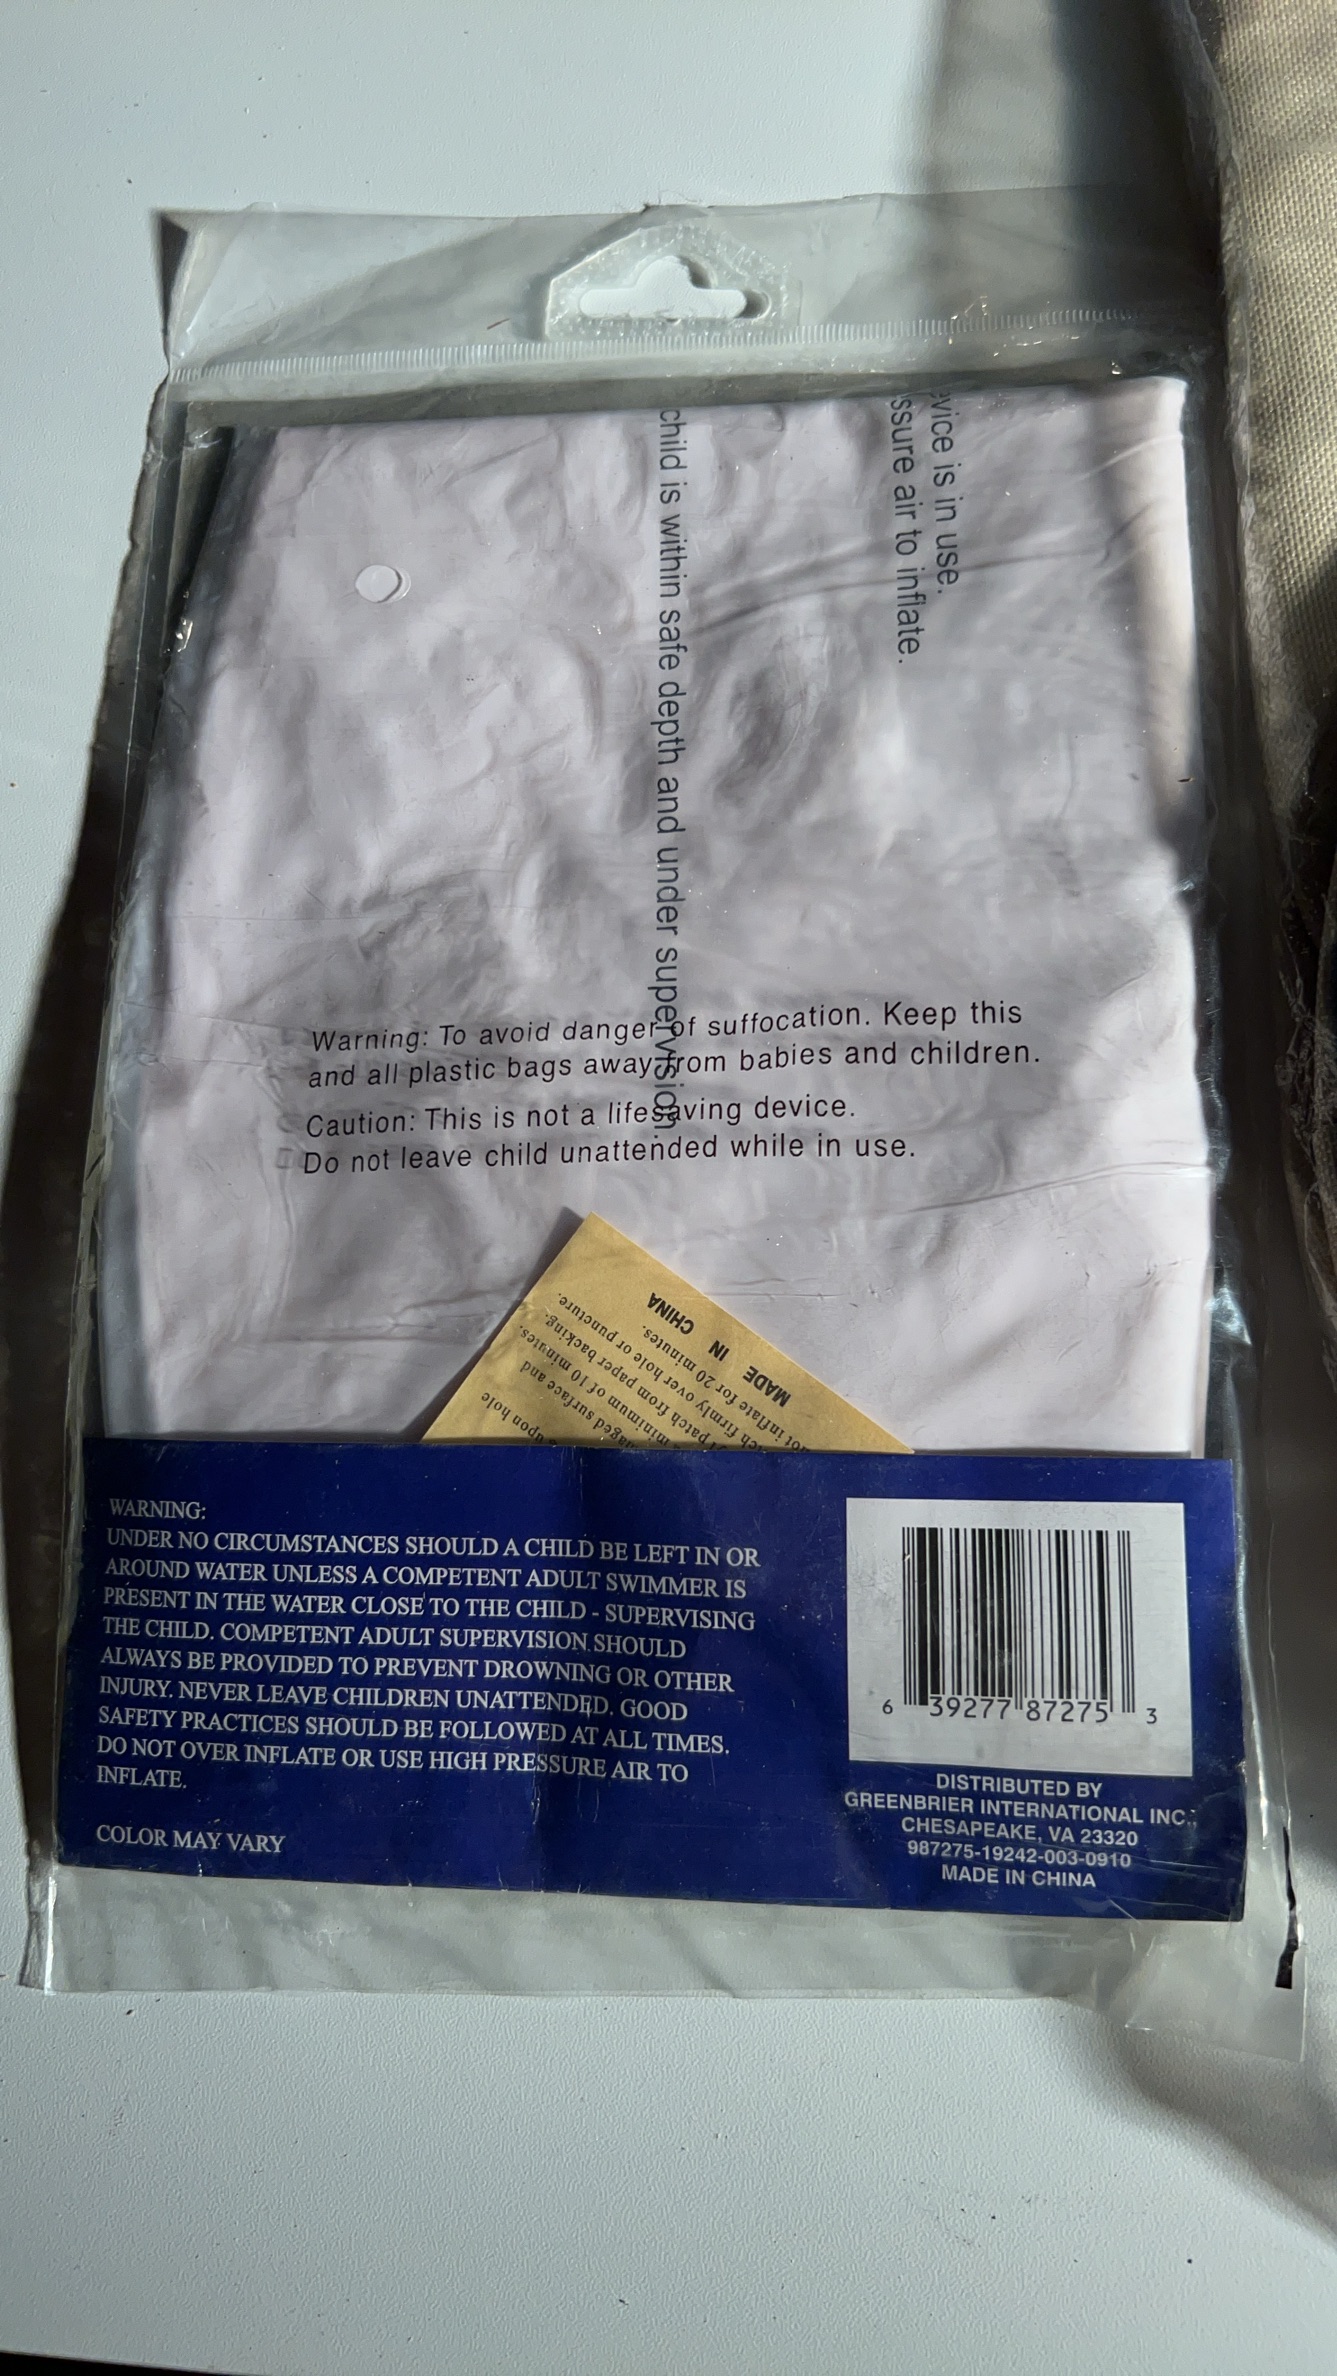 evice is in use.
ssure air to inflate.
child is within safe depth and under supervision.
Warning: To avoid danger of suffocation. Keep this
and all plastic bags away from babies and children.
Caution: This is not a lifesaving device.
Do not leave child unattended while in use.
MADE IN CHINA
not inflate for 20 minutes.
firmly over hole or puncture.
patch from paper backing.
minimum of 10 minutes.
surface and
upon hole
WARNING:
UNDER NO CIRCUMSTANCES SHOULD A CHILD BE LEFT IN OR
AROUND WATER UNLESS A COMPETENT ADULT SWIMMER IS
PRESENT IN THE WATER CLOSE TO THE CHILD - SUPERVISING
THE CHILD. COMPETENT ADULT SUPERVISION SHOULD
ALWAYS BE PROVIDED TO PREVENT DROWNING OR OTHER
INJURY. NEVER LEAVE CHILDREN UNATTENDED. GOOD
SAFETY PRACTICES SHOULD BE FOLLOWED AT ALL TIMES.
DO NOT OVER INFLATE OR USE HIGH PRESSURE AIR TO
INFLATE.
COLOR MAY VARY
6 39277 87275 3
DISTRIBUTED BY
GREENBRIER INTERNATIONAL INC.,
CHESAPEAKE, VA 23320
987275-19242-003-0910
MADE IN CHINA